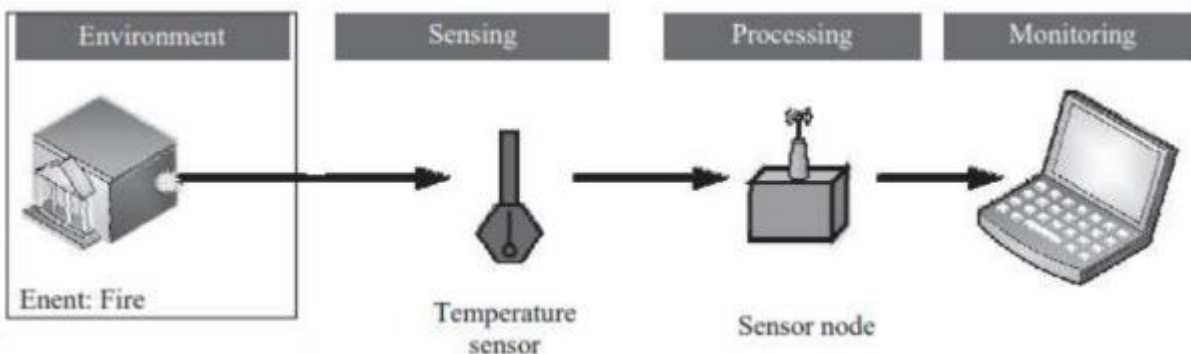 Environment
Sensing
Processing
Monitoring
Enent: Fire
Temperature
sensor
Sensor node